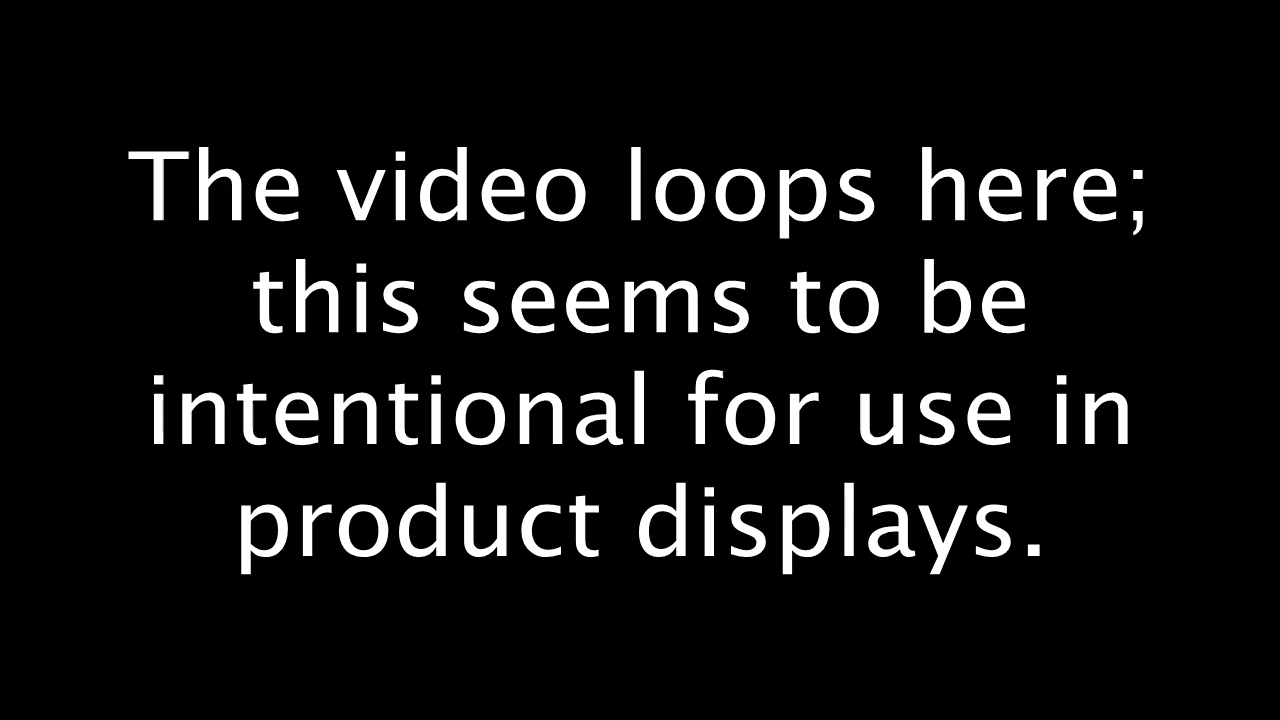 The video loops here;
this seems to be
intentional for use in
product displays.